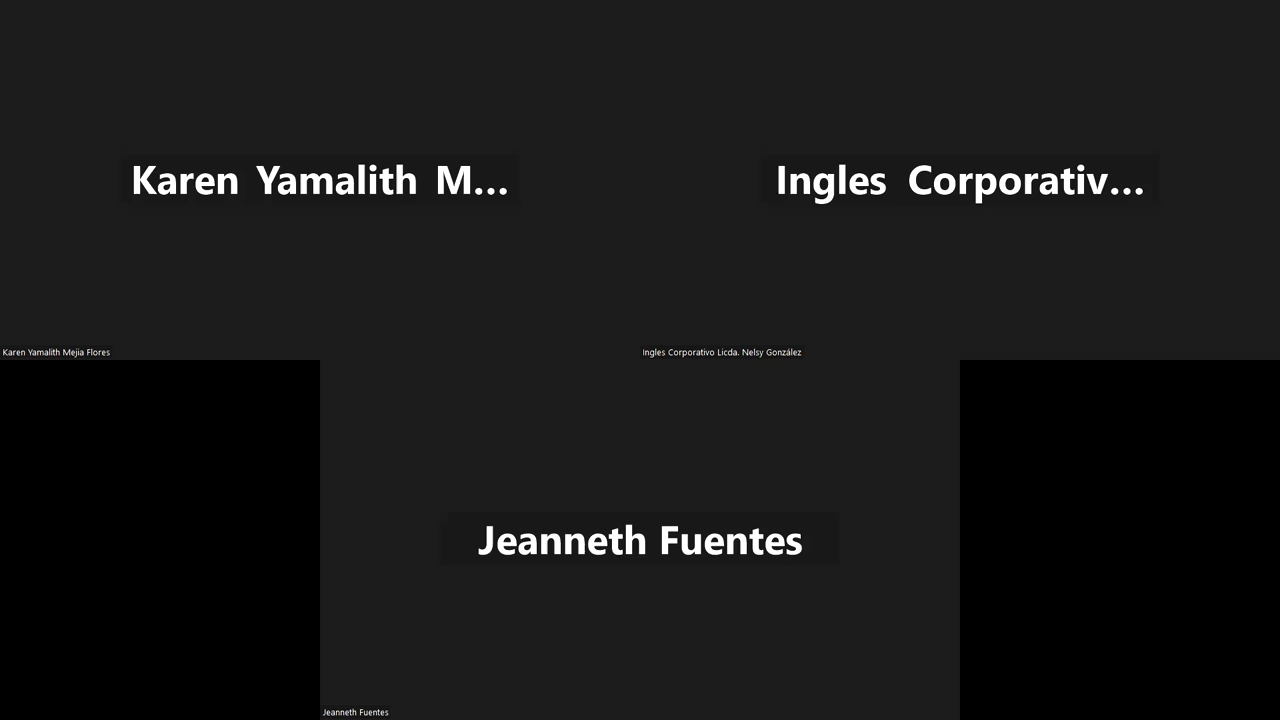 Karen Yamalith M...
Ingles Corporativ...
Karen Yamalith Mejia Flores
Ingles Corporativo Licda. Nelsy González
Jeanneth Fuentes
Jeanneth Fuentes